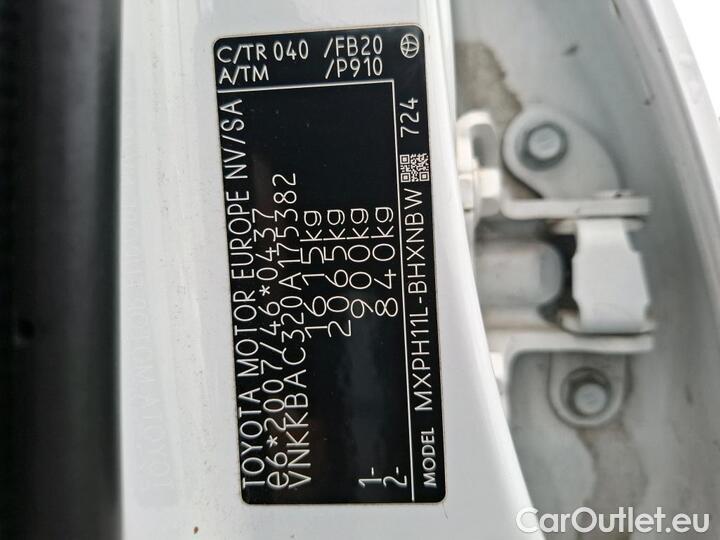 TOYOTA MOTOR EUROPE NV/SA
e6*2007/46*0437
VNKKBAC320A175382
1615kg
2065kg
1- 900kg
2- 840kg
MODEL MXPH11L-BHXNBW 724
C/TR 040 /FB20
A/TM /P910
CarOutlet.eu